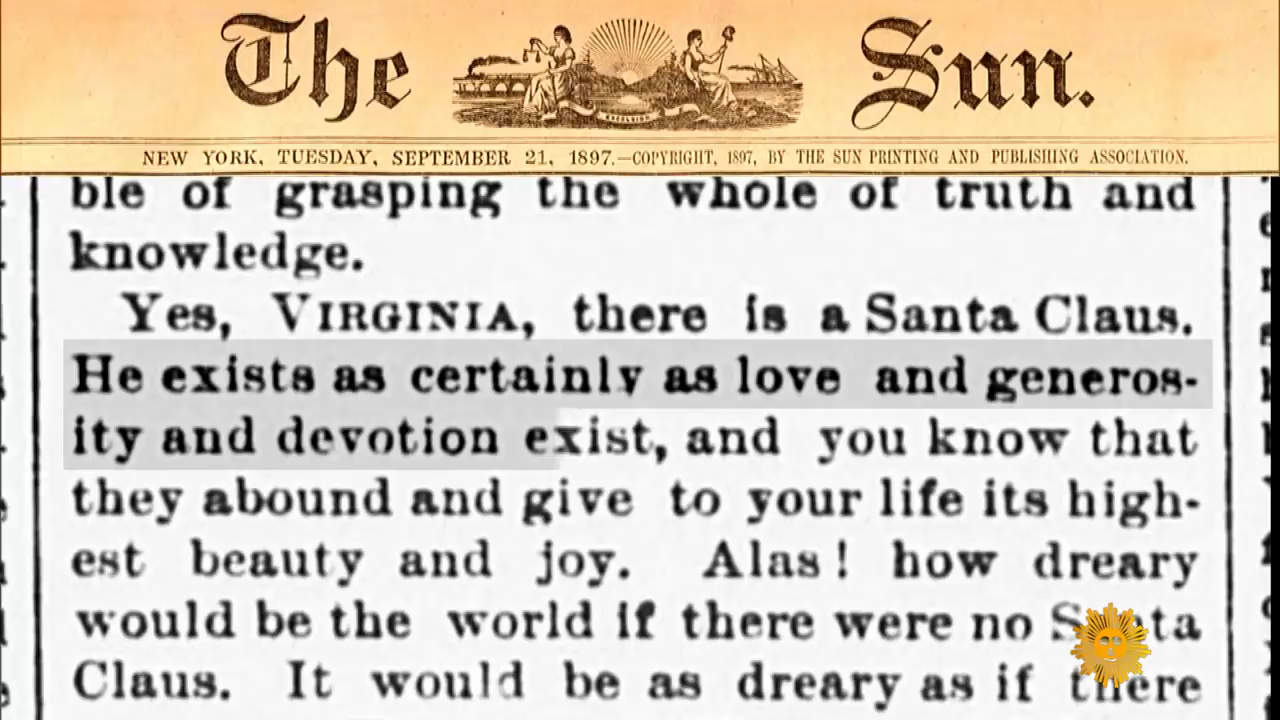 The Sun.
EXCELSIOR
NEW YORK, TUESDAY, SEPTEMBER 21, 1897.—COPYRIGHT, 1897, BY THE SUN PRINTING AND PUBLISHING ASSOCIATION.
ble of grasping the whole of truth and
knowledge.
Yes, VIRGINIA, there is a Santa Claus.
He exists as certainly as love and generos-
ity and devotion exist, and you know that
they abound and give to your life its high-
est beauty and joy. Alas! how dreary
would be the world if there were no Santa
Claus. It would be as dreary as if there